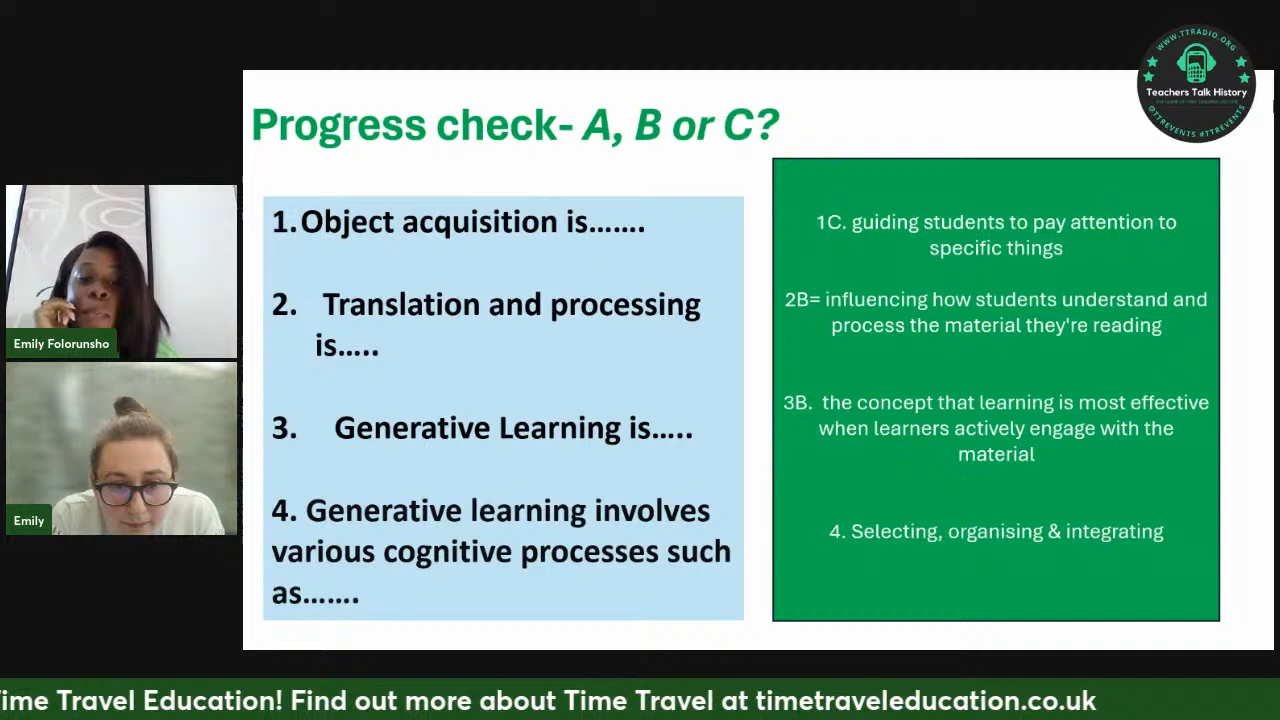 WWW.TTRADIO.ORG
Teachers Talk History
@TTREVENTS #TTREVENTS
Progress check- A, B or C?
1.Object acquisition is…….
2. Translation and processing
is…..
3. Generative Learning is…..
4. Generative learning involves
various cognitive processes such
as…….
1C. guiding students to pay attention to
specific things
2B= influencing how students understand and
process the material they're reading
3B. the concept that learning is most effective
when learners actively engage with the
material
4. Selecting, organising & integrating
Emily Folorunsho
Emily
Time Travel Education! Find out more about Time Travel at timetraveleducation.co.uk